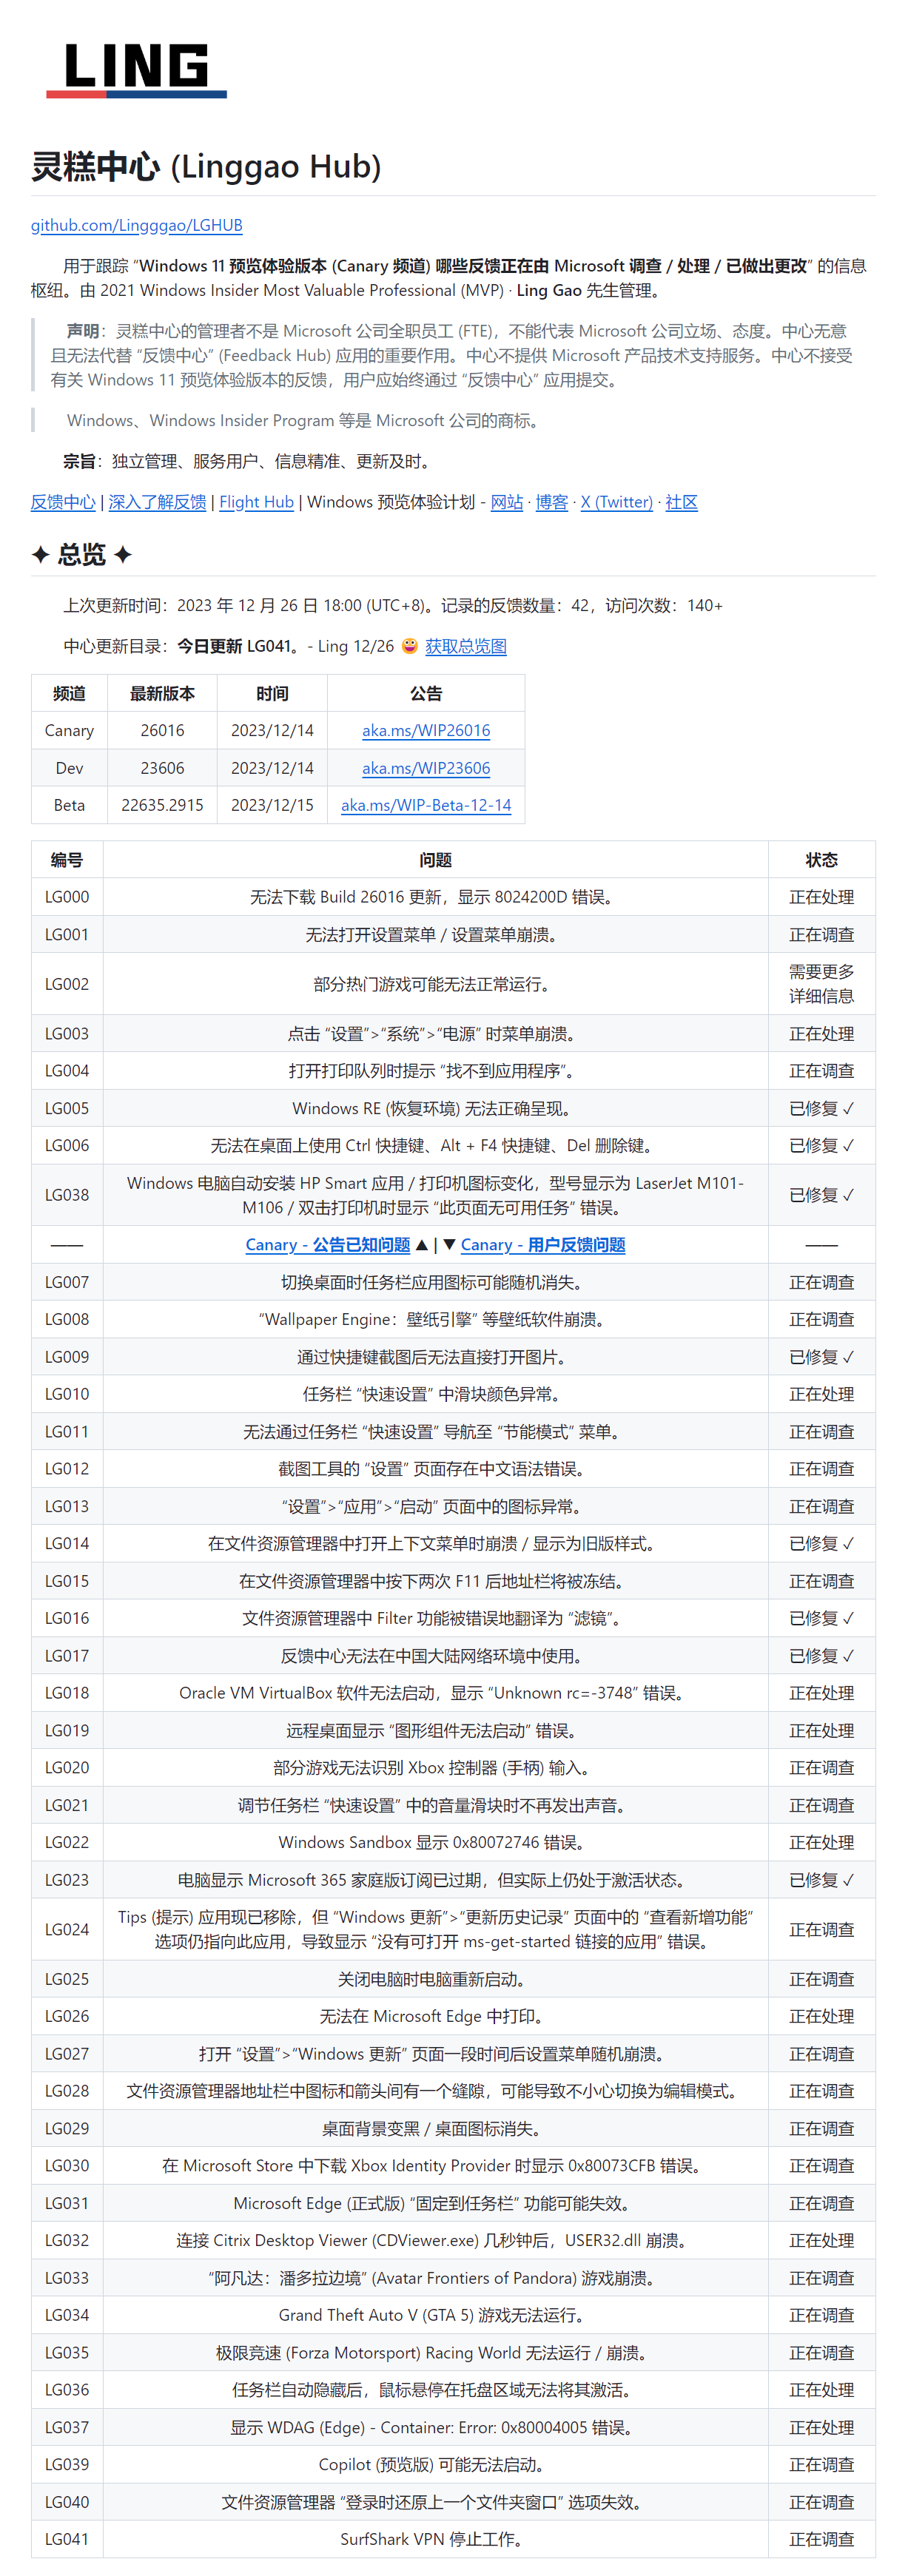 LING
灵糕中心 (Linggao Hub)
github.com/Lingggao/LGHUB
用于跟踪 “Windows 11 预览体验版本 (Canary 频道) 哪些反馈正在由 Microsoft 调查 / 处理 / 已做出更改” 的信息
枢纽。由 2021 Windows Insider Most Valuable Professional (MVP) · Ling Gao 先生管理。
声明：灵糕中心的管理者不是 Microsoft 公司全职员工 (FTE)，不能代表 Microsoft 公司立场、态度。中心无意
且无法代替 “反馈中心” (Feedback Hub) 应用的重要作用。中心不提供 Microsoft 产品技术支持服务。中心不接受
有关 Windows 11 预览体验版本的反馈，用户应始终通过 “反馈中心” 应用提交。
Windows、Windows Insider Program 等是 Microsoft 公司的商标。
宗旨：独立管理、服务用户、信息精准、更新及时。
反馈中心 | 深入了解反馈 | Flight Hub | Windows 预览体验计划 - 网站 · 博客 · X (Twitter) · 社区
✦ 总览 ✦
上次更新时间：2023 年 12 月 26 日 18:00 (UTC+8)。记录的反馈数量：42，访问次数：140+
中心更新目录：今日更新 LG041。- Ling 12/26 😀 获取总览图
频道 最新版本 时间 公告
Canary 26016 2023/12/14 aka.ms/WIP26016
Dev 23606 2023/12/14 aka.ms/WIP23606
Beta 22635.2915 2023/12/15 aka.ms/WIP-Beta-12-14
编号 问题 状态
LG000 无法下载 Build 26016 更新，显示 8024200D 错误。 正在处理
LG001 无法打开设置菜单 / 设置菜单崩溃。 正在调查
LG002 部分热门游戏可能无法正常运行。 需要更多
详细信息
LG003 点击 “设置”>“系统”>“电源” 时菜单崩溃。 正在处理
LG004 打开打印队列时提示 “找不到应用程序”。 正在调查
LG005 Windows RE (恢复环境) 无法正确呈现。 已修复 ✓
LG006 无法在桌面上使用 Ctrl 快捷键、Alt + F4 快捷键、Del 删除键。 已修复 ✓
LG038 Windows 电脑自动安装 HP Smart 应用 / 打印机图标变化，型号显示为 LaserJet M101-
M106 / 双击打印机时显示 “此页面无可用任务” 错误。 已修复 ✓
—— Canary - 公告已知问题 ▲ | ▼ Canary - 用户反馈问题 ——
LG007 切换桌面时任务栏应用图标可能随机消失。 正在调查
LG008 “Wallpaper Engine：壁纸引擎” 等壁纸软件崩溃。 正在调查
LG009 通过快捷键截图后无法直接打开图片。 已修复 ✓
LG010 任务栏 “快速设置” 中滑块颜色异常。 正在处理
LG011 无法通过任务栏 “快速设置” 导航至 “节能模式” 菜单。 正在调查
LG012 截图工具的 “设置” 页面存在中文语法错误。 正在调查
LG013 “设置”>“应用”>“启动” 页面中的图标异常。 正在调查
LG014 在文件资源管理器中打开上下文菜单时崩溃 / 显示为旧版样式。 已修复 ✓
LG015 在文件资源管理器中按下两次 F11 后地址栏将被冻结。 正在调查
LG016 文件资源管理器中 Filter 功能被错误地翻译为 “滤镜”。 已修复 ✓
LG017 反馈中心无法在中国大陆网络环境中使用。 已修复 ✓
LG018 Oracle VM VirtualBox 软件无法启动，显示 “Unknown rc=-3748” 错误。 正在处理
LG019 远程桌面显示 “图形组件无法启动” 错误。 正在处理
LG020 部分游戏无法识别 Xbox 控制器 (手柄) 输入。 正在调查
LG021 调节任务栏 “快速设置” 中的音量滑块时不再发出声音。 正在调查
LG022 Windows Sandbox 显示 0x80072746 错误。 正在处理
LG023 电脑显示 Microsoft 365 家庭版订阅已过期，但实际上仍处于激活状态。 已修复 ✓
LG024 Tips (提示) 应用现已移除，但 “Windows 更新”>“更新历史记录” 页面中的 “查看新增功能”
选项仍指向此应用，导致显示 “没有可打开 ms-get-started 链接的应用” 错误。 正在调查
LG025 关闭电脑时电脑重新启动。 正在调查
LG026 无法在 Microsoft Edge 中打印。 正在处理
LG027 打开 “设置”>“Windows 更新” 页面一段时间后设置菜单随机崩溃。 正在调查
LG028 文件资源管理器地址栏中图标和箭头间有一个缝隙，可能导致不小心切换为编辑模式。 正在调查
LG029 桌面背景变黑 / 桌面图标消失。 正在调查
LG030 在 Microsoft Store 中下载 Xbox Identity Provider 时显示 0x80073CFB 错误。 正在调查
LG031 Microsoft Edge (正式版) “固定到任务栏” 功能可能失效。 正在调查
LG032 连接 Citrix Desktop Viewer (CDViewer.exe) 几秒钟后，USER32.dll 崩溃。 正在处理
LG033 “阿凡达：潘多拉边境” (Avatar Frontiers of Pandora) 游戏崩溃。 正在调查
LG034 Grand Theft Auto V (GTA 5) 游戏无法运行。 正在调查
LG035 极限竞速 (Forza Motorsport) Racing World 无法运行 / 崩溃。 正在调查
LG036 任务栏自动隐藏后，鼠标悬停在托盘区域无法将其激活。 正在处理
LG037 显示 WDAG (Edge) - Container: Error: 0x80004005 错误。 正在处理
LG039 Copilot (预览版) 可能无法启动。 正在调查
LG040 文件资源管理器 “登录时还原上一个文件夹窗口” 选项失效。 正在调查
LG041 SurfShark VPN 停止工作。 正在调查